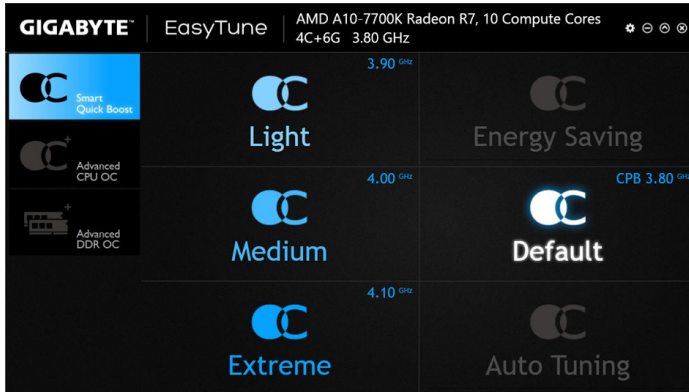 GIGABYTE™ EasyTune AMD A10-7700K Radeon R7, 10 Compute Cores
4C+6G 3.80 GHz
Smart
Quick Boost
Advanced
CPU OC
Advanced
DDR OC
3.90 GHz
Light
Energy Saving
4.00 GHz
Medium
CPB 3.80 GHz
Default
4.10 GHz
Extreme
Auto Tuning